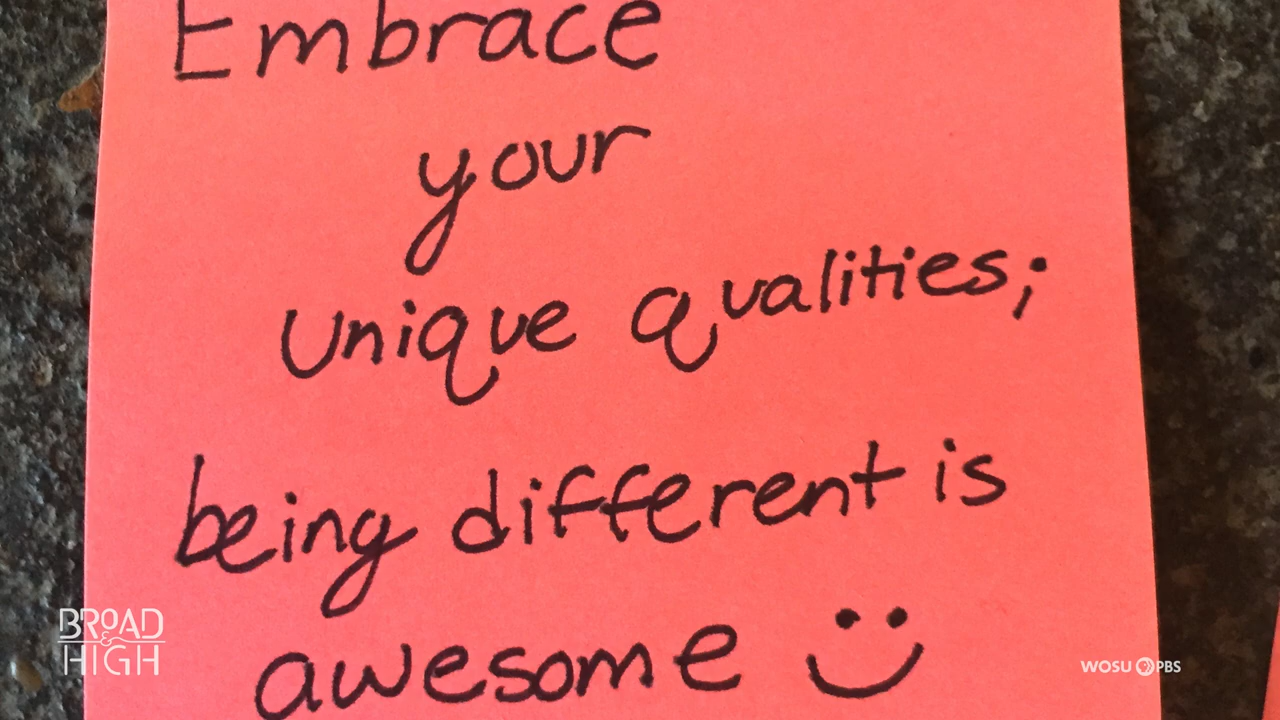 Embrace
your
Unique qualities;
being different is
awesome
BROAD
&
HIGH
WOSU PBS